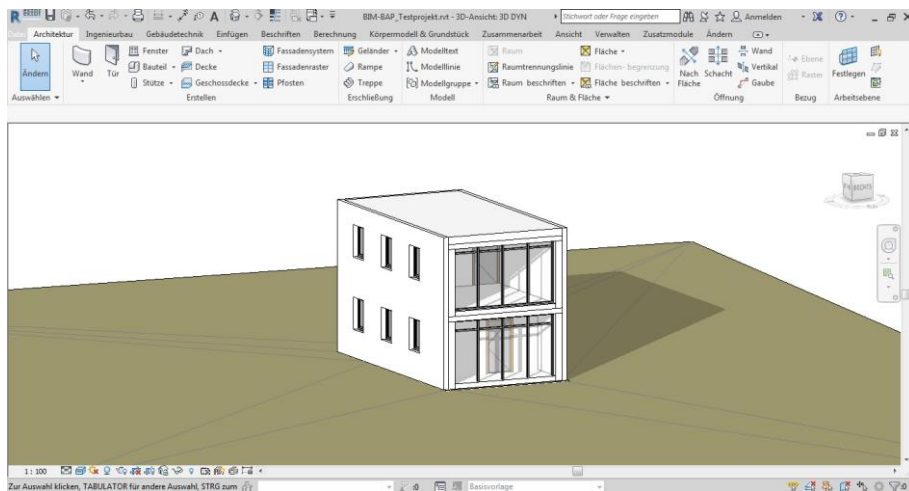 BIM-BAP_Testprojekt.rvt - 3D-Ansicht: 3D DYN
Stichwort oder Frage eingeben
Anmelden
Datei Architektur Ingenieurbau Gebäudetechnik Einfügen Beschriften Berechnung Körpermodell & Grundstück Zusammenarbeit Ansicht Verwalten Zusatzmodule Ändern
Fenster Dach Fassadensystem Geländer Modelltext Raum Fläche Wand Ebene
Bauteil Decke Fassadenraster Rampe Modelllinie Raumtrennungslinie Flächen- begrenzung Vertikal Raster
Stütze Geschossdecke Pfosten Treppe Modellgruppe Raum beschriften Fläche beschriften Gaube
Ändern Wand Tür Nach Fläche Schacht Festlegen
Auswählen Erstellen Erschließung Modell Raum & Fläche Öffnung Bezug Arbeitsebene
RECHTS
1 : 100
Zur Auswahl klicken, TABULATOR für andere Auswahl, STRG zum
:0
Basisvorlage
:0